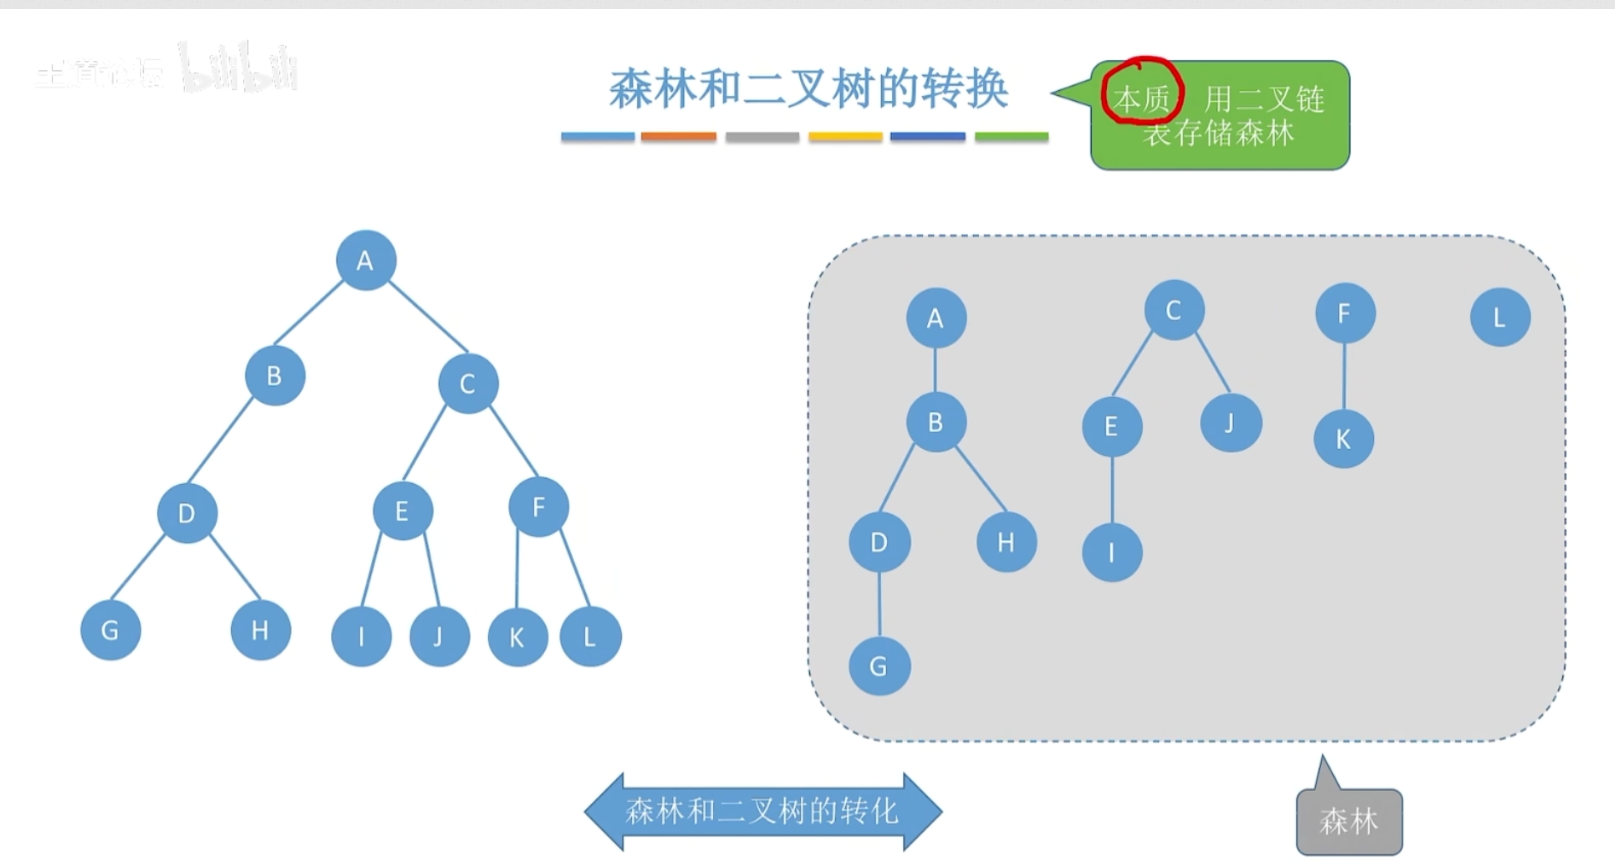 王道论坛 bilibili
森林和二叉树的转换
本质 用二叉链
表存储森林
A
B C
D E F
G H I J K L
A C F L
B E J K
D H I
G
森林和二叉树的转化
森林